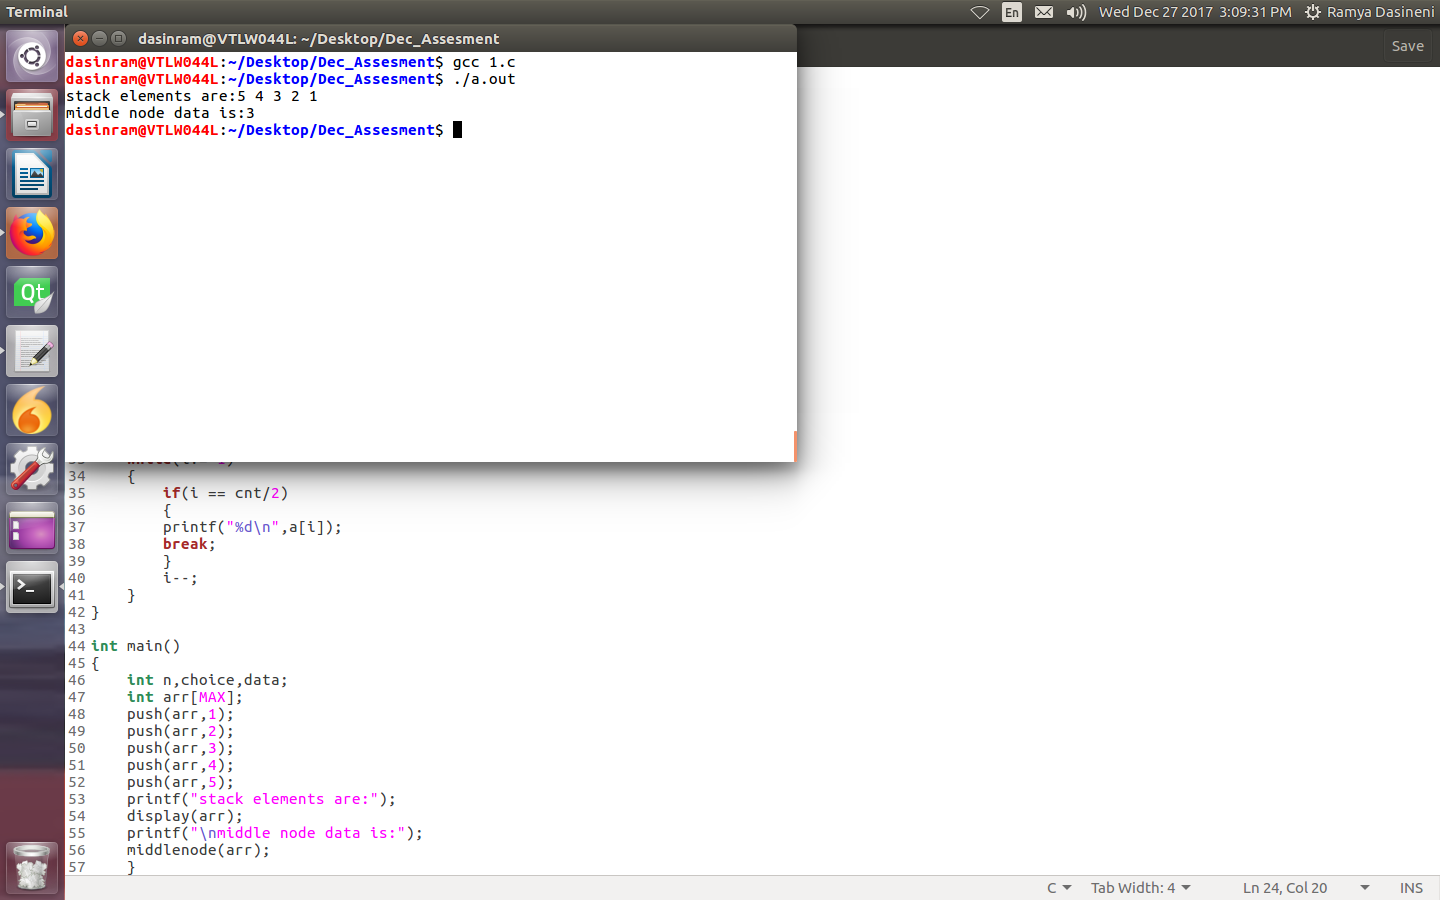 Terminal
En
Wed Dec 27 2017 3:09:31 PM
Ramya Dasineni
dasinram@VTLW044L: ~/Desktop/Dec_Assesment
Save
dasinram@VTLW044L:~/Desktop/Dec_Assesment$ gcc 1.c
dasinram@VTLW044L:~/Desktop/Dec_Assesment$ ./a.out
stack elements are:5 4 3 2 1
middle node data is:3
dasinram@VTLW044L:~/Desktop/Dec_Assesment$
Qt
>_
34 {
35 if(i == cnt/2)
36 {
37 printf("%d\n",a[i]);
38 break;
39 }
40 i--;
41 }
42 }
43
44 int main()
45 {
46 int n,choice,data;
47 int arr[MAX];
48 push(arr,1);
49 push(arr,2);
50 push(arr,3);
51 push(arr,4);
52 push(arr,5);
53 printf("stack elements are:");
54 display(arr);
55 printf("\nmiddle node data is:");
56 middlenode(arr);
57 }
C
Tab Width: 4
Ln 24, Col 20
INS